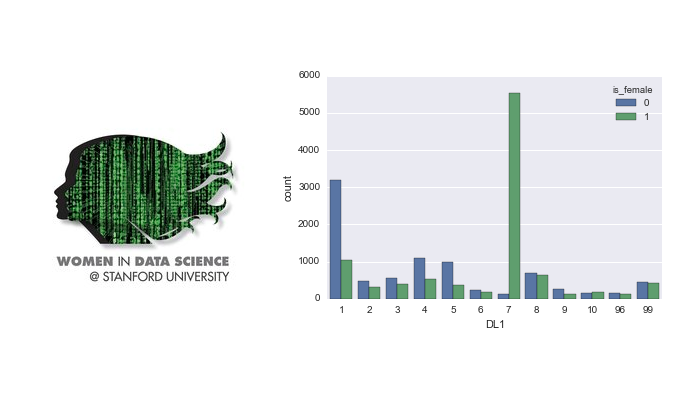 WOMEN IN DATA SCIENCE
@ STANFORD UNIVERSITY
6000
5000
4000
3000
2000
1000
0
count
is_female
0
1
1 2 3 4 5 6 7 8 9 10 96 99
DL1